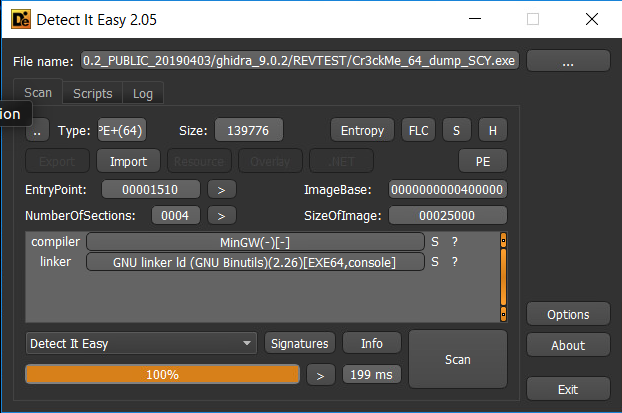 Detect It Easy 2.05
File name: 0.2_PUBLIC_20190403/ghidra_9.0.2/REVTEST/Cr3ckMe_64_dump_SCY.exe ...
Scan Scripts Log
ion
.. Type: PE+(64) Size: 139776 Entropy FLC S H
Export Import Resource Overlay .NET PE
EntryPoint: 00001510 > ImageBase: 0000000000400000
NumberOfSections: 0004 > SizeOfImage: 00025000
compiler MinGW(-)[-] S ?
linker GNU linker ld (GNU Binutils)(2.26)[EXE64,console] S ?
Options
Detect It Easy Signatures Info Scan About
100% > 199 ms
Exit